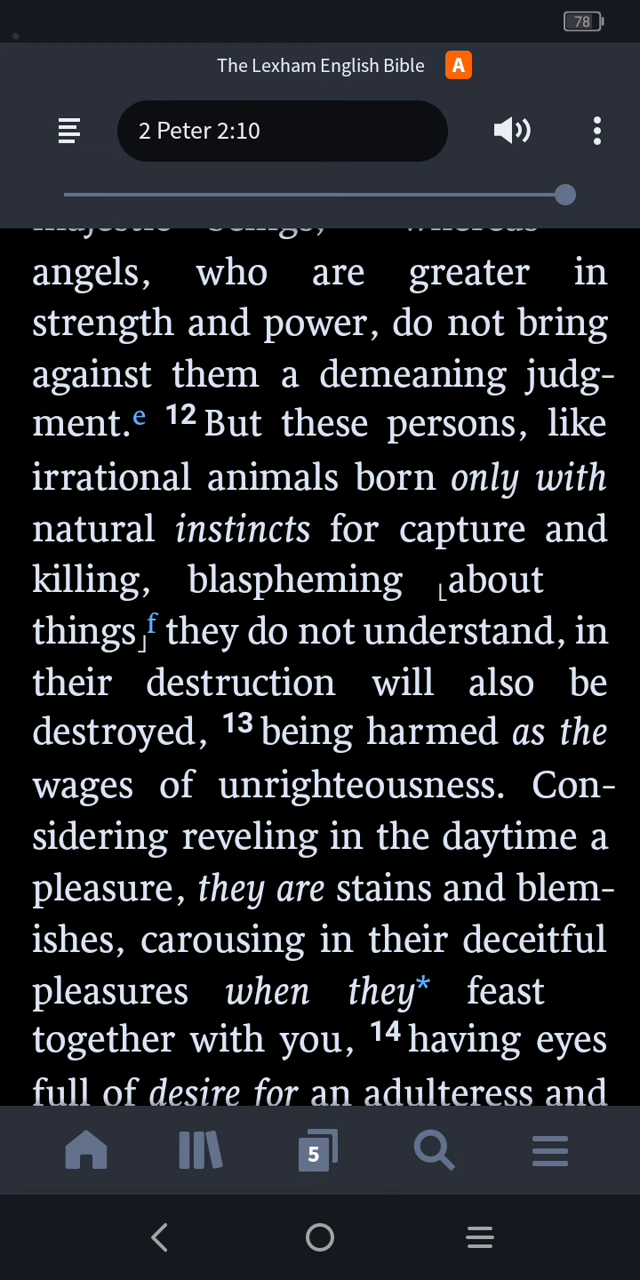 78
The Lexham English Bible A
2 Peter 2:10
majestic beings, whereas
angels, who are greater in
strength and power, do not bring
against them a demeaning judg-
ment.e 12 But these persons, like
irrational animals born only with
natural instincts for capture and
killing, blaspheming ⌊about
things⌋f they do not understand, in
their destruction will also be
destroyed, 13 being harmed as the
wages of unrighteousness. Con-
sidering reveling in the daytime a
pleasure, they are stains and blem-
ishes, carousing in their deceitful
pleasures when they* feast
together with you, 14 having eyes
full of desire for an adulteress and
5